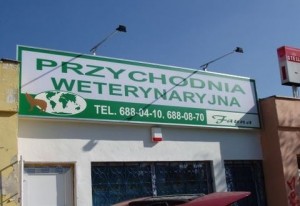 PRZYCHODNIA
WETERYNARYJNA
TEL. 688-04-10, 688-08-70
Fauna